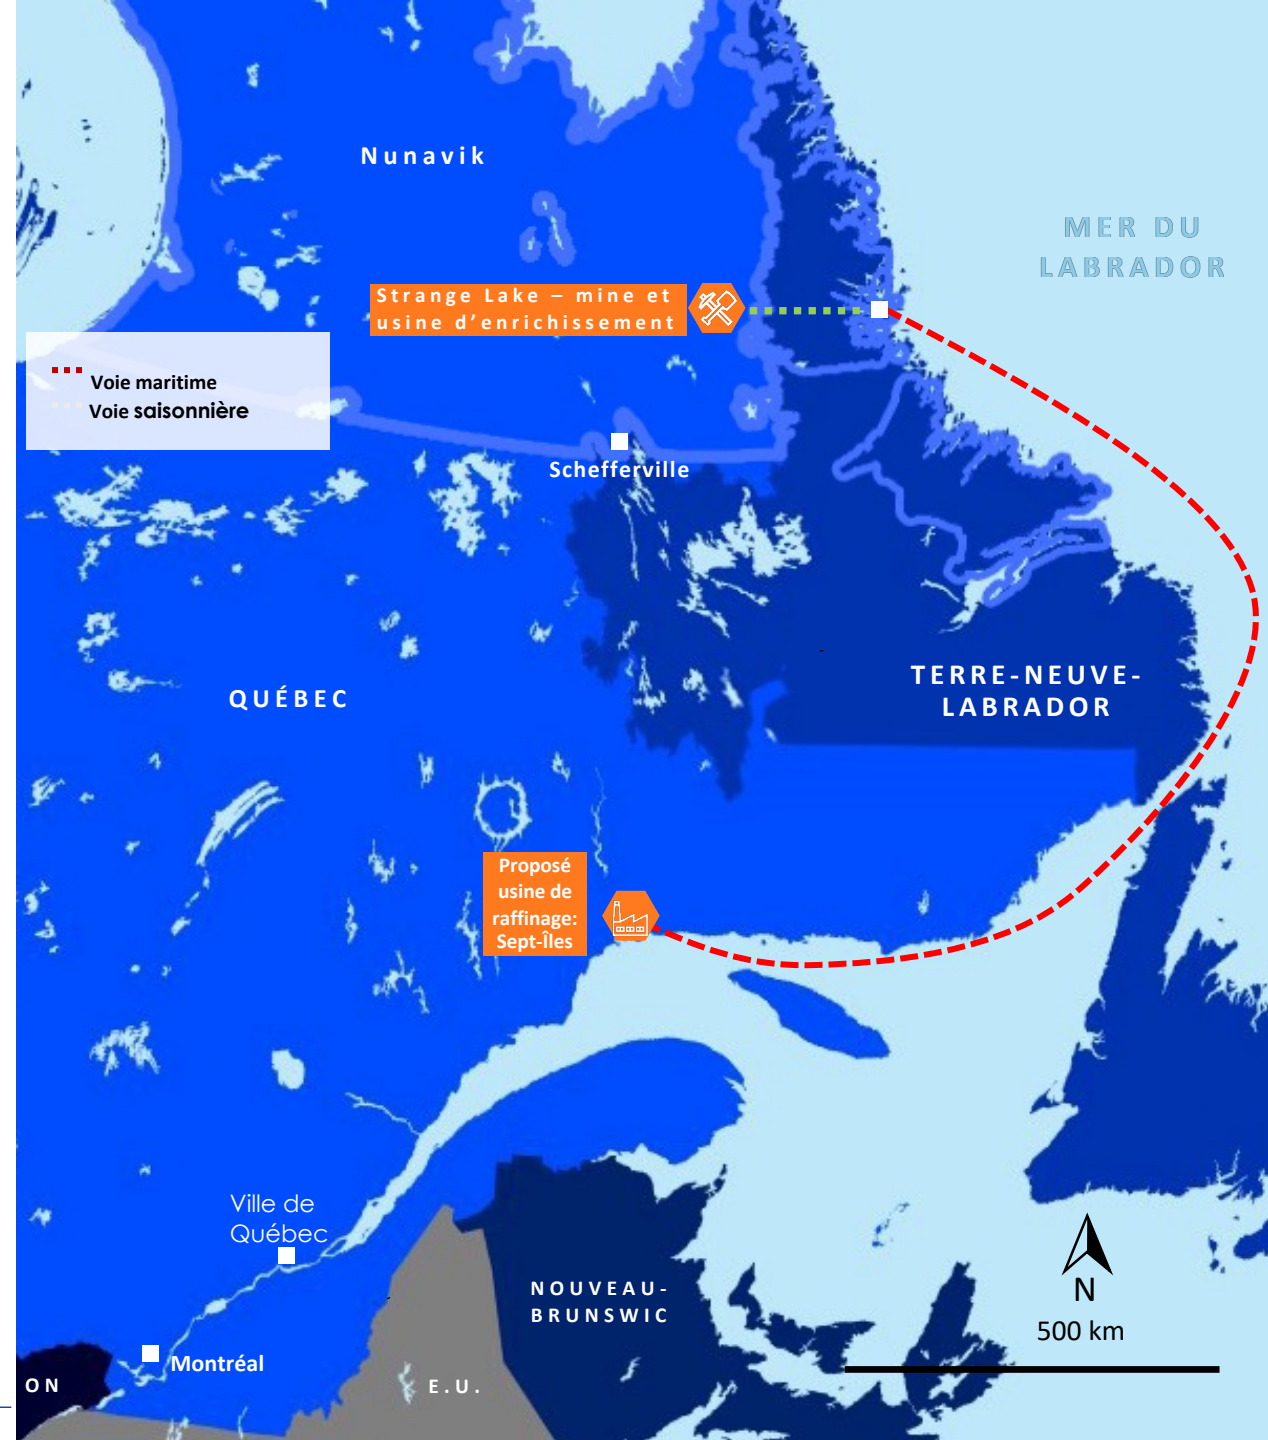 Nunavik
MER DU
LABRADOR
Strange Lake – mine et
usine d'enrichissement
Voie maritime
Voie saisonnière
Schefferville
QUÉBEC
TERRE-NEUVE-
LABRADOR
Proposé
usine de
raffinage:
Sept-Îles
Ville de
Québec
NOUVEAU-
BRUNSWIC
N
500 km
Montréal
ON
E.U.